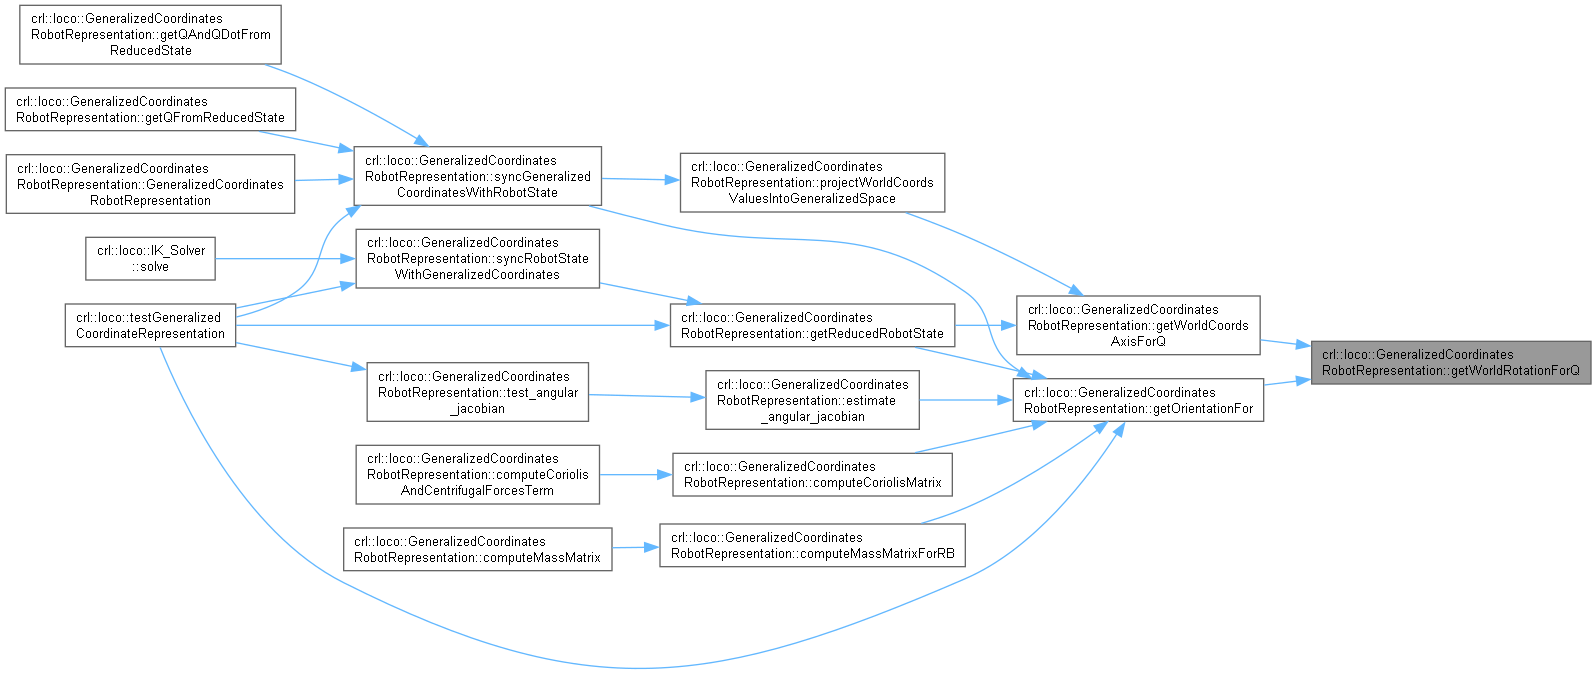 crl::loco::GeneralizedCoordinates
RobotRepresentation::getQAndQDotFrom
ReducedState
crl::loco::GeneralizedCoordinates
RobotRepresentation::getQFromReducedState
crl::loco::GeneralizedCoordinates
RobotRepresentation::GeneralizedCoordinates
RobotRepresentation
crl::loco::IK_Solver
::solve
crl::loco::testGeneralized
CoordinateRepresentation
crl::loco::GeneralizedCoordinates
RobotRepresentation::syncGeneralized
CoordinatesWithRobotState
crl::loco::GeneralizedCoordinates
RobotRepresentation::syncRobotState
WithGeneralizedCoordinates
crl::loco::GeneralizedCoordinates
RobotRepresentation::test_angular
_jacobian
crl::loco::GeneralizedCoordinates
RobotRepresentation::computeCoriolis
AndCentrifugalForcesTerm
crl::loco::GeneralizedCoordinates
RobotRepresentation::computeMassMatrix
crl::loco::GeneralizedCoordinates
RobotRepresentation::projectWorldCoords
ValuesIntoGeneralizedSpace
crl::loco::GeneralizedCoordinates
RobotRepresentation::getReducedRobotState
crl::loco::GeneralizedCoordinates
RobotRepresentation::estimate
_angular_jacobian
crl::loco::GeneralizedCoordinates
RobotRepresentation::computeCoriolisMatrix
crl::loco::GeneralizedCoordinates
RobotRepresentation::computeMassMatrixForRB
crl::loco::GeneralizedCoordinates
RobotRepresentation::getWorldCoords
AxisForQ
crl::loco::GeneralizedCoordinates
RobotRepresentation::getOrientationFor
crl::loco::GeneralizedCoordinates
RobotRepresentation::getWorldRotationForQ